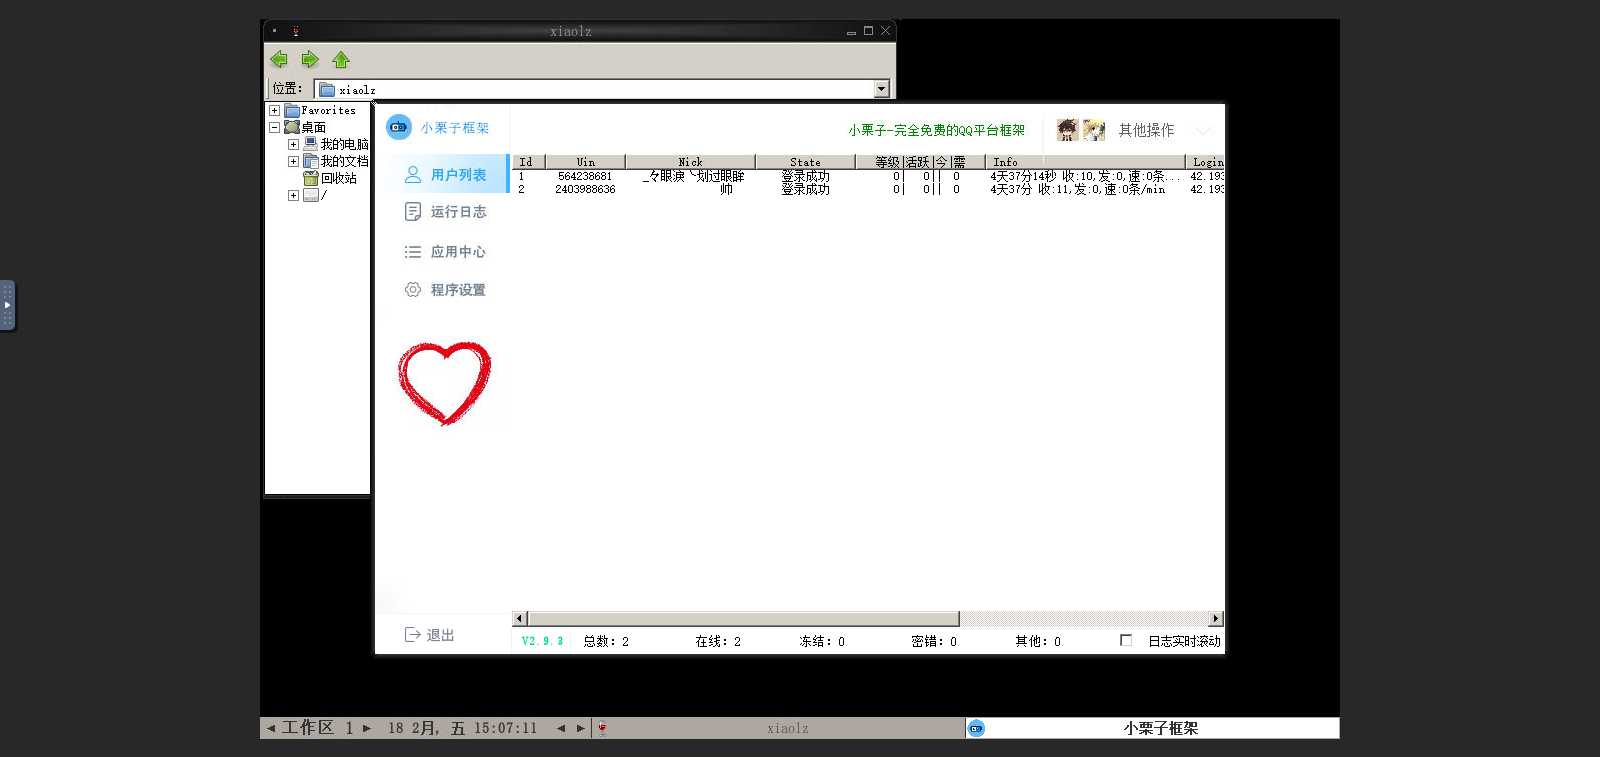 xiaolz
位置: xiaolz
Favorites
桌面
我的电脑
我的文档
回收站
/
小栗子框架
小栗子-完全免费的QQ平台框架
其他操作
用户列表
运行日志
应用中心
程序设置
退出
Id Uin Nick State 等级|活跃|今|需 Info Login
1 564238681 _々眼淚╰划过眼眸 登录成功 0| 0|| 0 4天37分14秒 收:10,发:0,速:0条... 42.193
2 2403988636 帅 登录成功 0| 0|| 0 4天37分 收:11,发:0,速:0条/min 42.193
V2.9.3 总数: 2 在线: 2 冻结: 0 密错: 0 其他: 0 日志实时滚动
工作区 1 18 2月, 五 15:07:11 xiaolz 小栗子框架